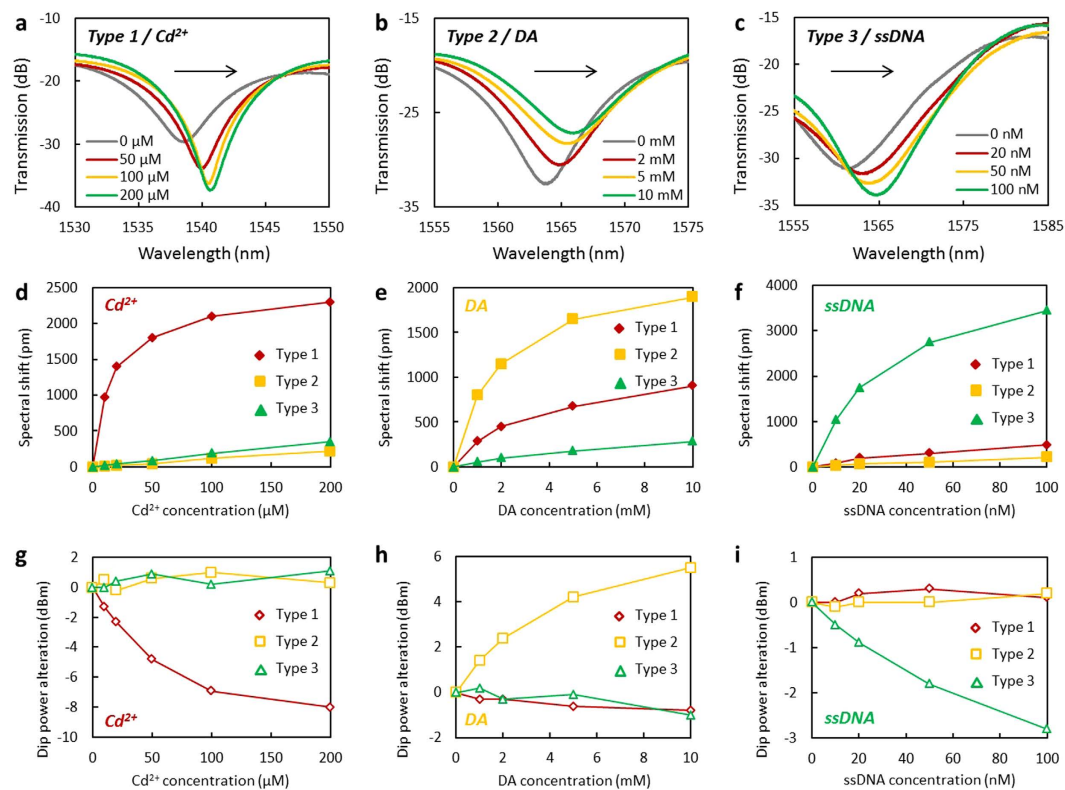 a
Type 1 / Cd²⁺
-10
-20
-30
-40
Transmission (dB)
0 μM
50 μM
100 μM
200 μM
1530 1535 1540 1545 1550
Wavelength (nm)
b
Type 2 / DA
-15
-25
-35
Transmission (dB)
0 mM
2 mM
5 mM
10 mM
1555 1560 1565 1570 1575
Wavelength (nm)
c
Type 3 / ssDNA
-15
-20
-25
-30
-35
Transmission (dB)
0 nM
20 nM
50 nM
100 nM
1555 1565 1575 1585
Wavelength (nm)
d
Cd²⁺
2500
2000
1500
1000
500
0
Spectral shift (pm)
Type 1
Type 2
Type 3
0 50 100 150 200
Cd²⁺ concentration (μM)
e
DA
2000
1500
1000
500
0
Spectral shift (pm)
Type 1
Type 2
Type 3
0 2 4 6 8 10
DA concentration (mM)
f
ssDNA
4000
3000
2000
1000
0
Spectral shift (pm)
Type 1
Type 2
Type 3
0 20 40 60 80 100
ssDNA concentration (nM)
g
2
0
-2
-4
-6
-8
-10
Dip power alteration (dBm)
Type 1
Type 2
Type 3
Cd²⁺
0 50 100 150 200
Cd²⁺ concentration (μM)
h
6
4
2
0
-2
Dip power alteration (dBm)
Type 1
Type 2
Type 3
DA
0 2 4 6 8 10
DA concentration (mM)
i
1
0
-1
-2
-3
Dip power alteration (dBm)
Type 1
Type 2
Type 3
ssDNA
0 20 40 60 80 100
ssDNA concentration (nM)